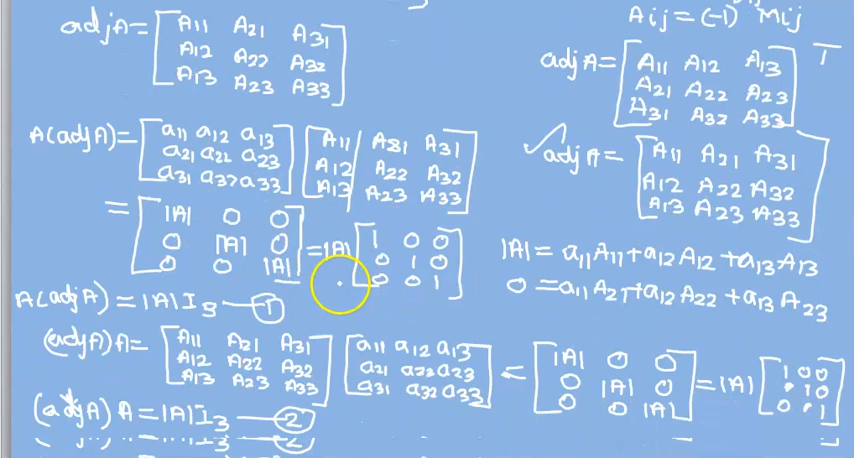 adjA = [A11 A21 A31
A12 A22 A32
A13 A23 A33]
A(adjA) = [a11 a12 a13
a21 a22 a23
a31 a32 a33] [A11 A31 A31
A12 A22 A32
A13 A23 A33]
= [|A| 0 0
0 |A| 0
0 0 |A|] = |A| [1 0 0
0 1 0
0 0 1]
A(adjA) = |A| I3 — ①
(adjA)A = [A11 A21 A31
A12 A22 A32
A13 A23 A33] [a11 a12 a13
a21 a22 a23
a31 a32 a33] = [|A| 0 0
0 |A| 0
0 0 |A|] = |A| [1 0 0
0 1 0
0 0 1]
(adjA) A = |A| I3 — ②
Aij = (-1) Mij
adjA = [A11 A12 A13
A21 A22 A23
A31 A32 A33] T
✓ adjA = [A11 A21 A31
A12 A22 A32
A13 A23 A33]
|A| = a11A11 + a12A12 + a13A13
0 = a11A21 + a12A22 + a13A23